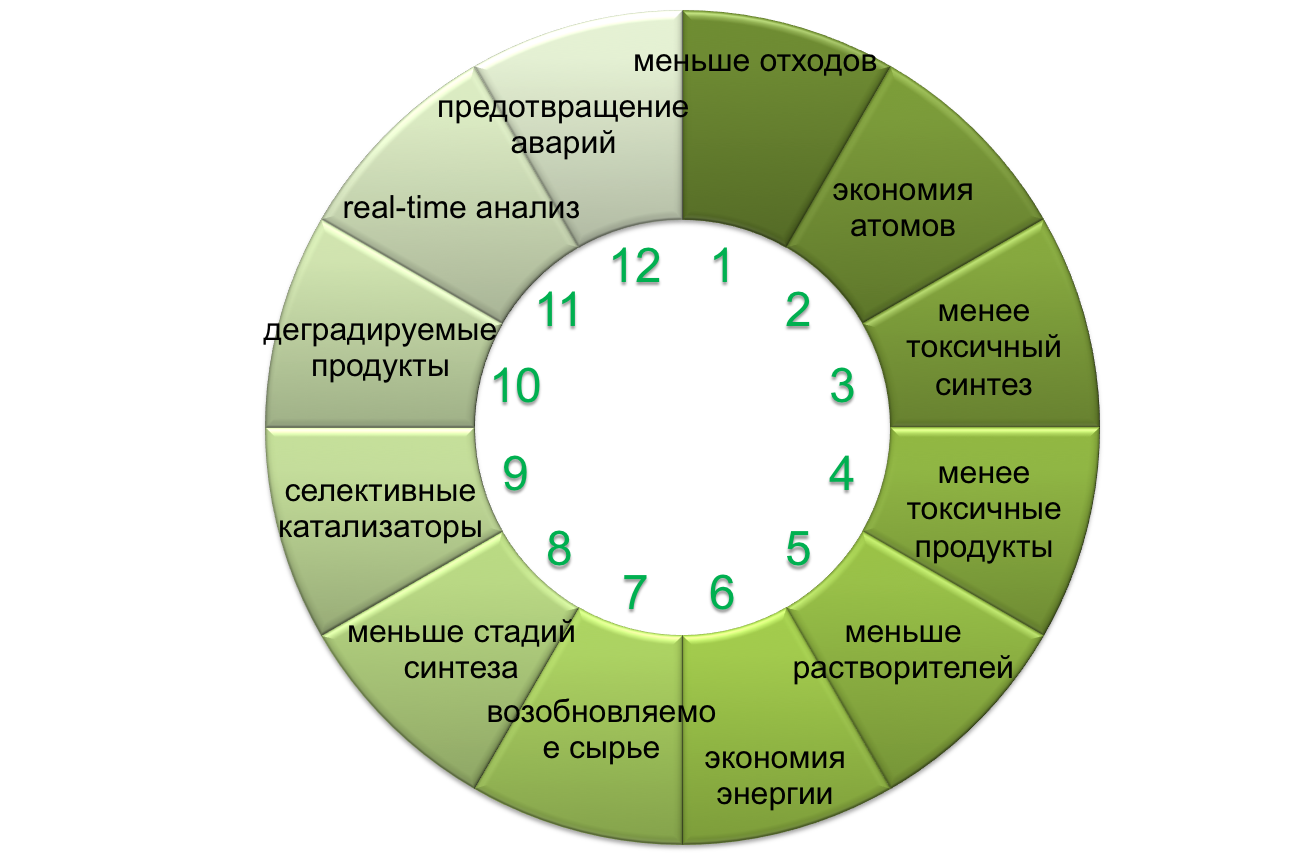 меньше отходов
экономия
атомов
менее
токсичный
синтез
менее
токсичные
продукты
меньше
растворителей
экономия
энергии
возобновляемо
е сырье
меньше стадий
синтеза
селективные
катализаторы
деградируемые
продукты
real-time анализ
предотвращение
аварий
1
2
3
4
5
6
7
8
9
10
11
12